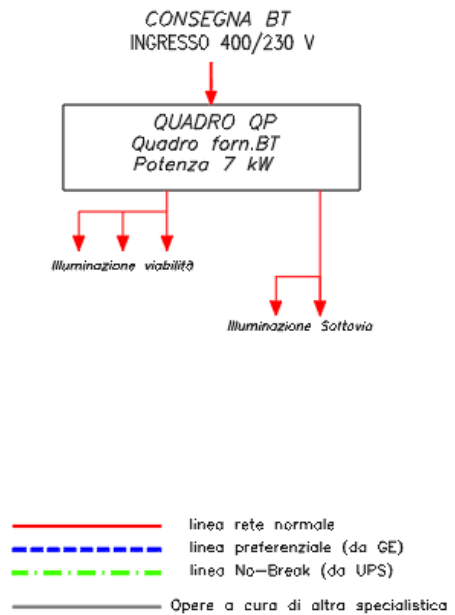 CONSEGNA BT
INGRESSO 400/230 V
QUADRO QP
Quadro forn.BT
Potenza 7 kW
Illuminazione viabilità
Illuminazione Sottovia
linea rete normale
linea preferenziale (da GE)
linea No-Break (da UPS)
Opere a cura di altra specialistica